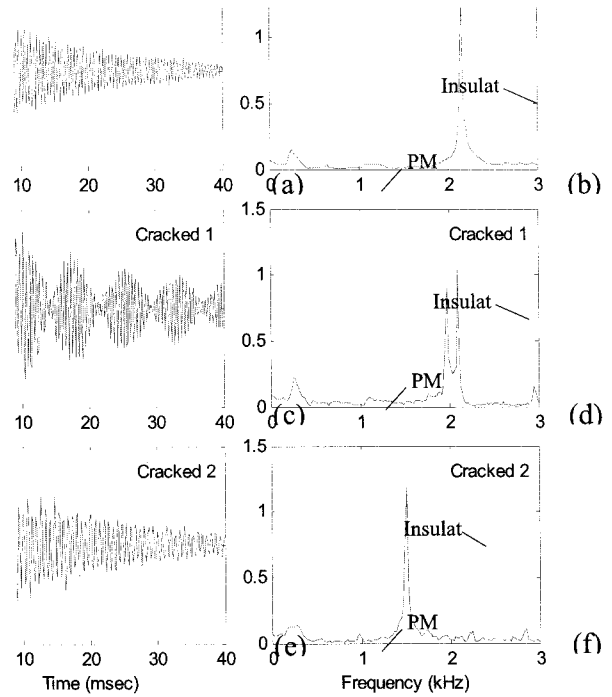 1
Insulat
0.5
PM
0
10 20 30 40
(a)
0 1 2 3
(b)
Cracked 1
1.5
Cracked 1
1
Insulat
0.5
PM
0
10 20 30 40
(c)
0 1 2 3
(d)
Cracked 2
1.5
Cracked 2
1
Insulat
0.5
PM
0
10 20 30 40
(e)
0 1 2 3
(f)
Time (msec)
Frequency (kHz)